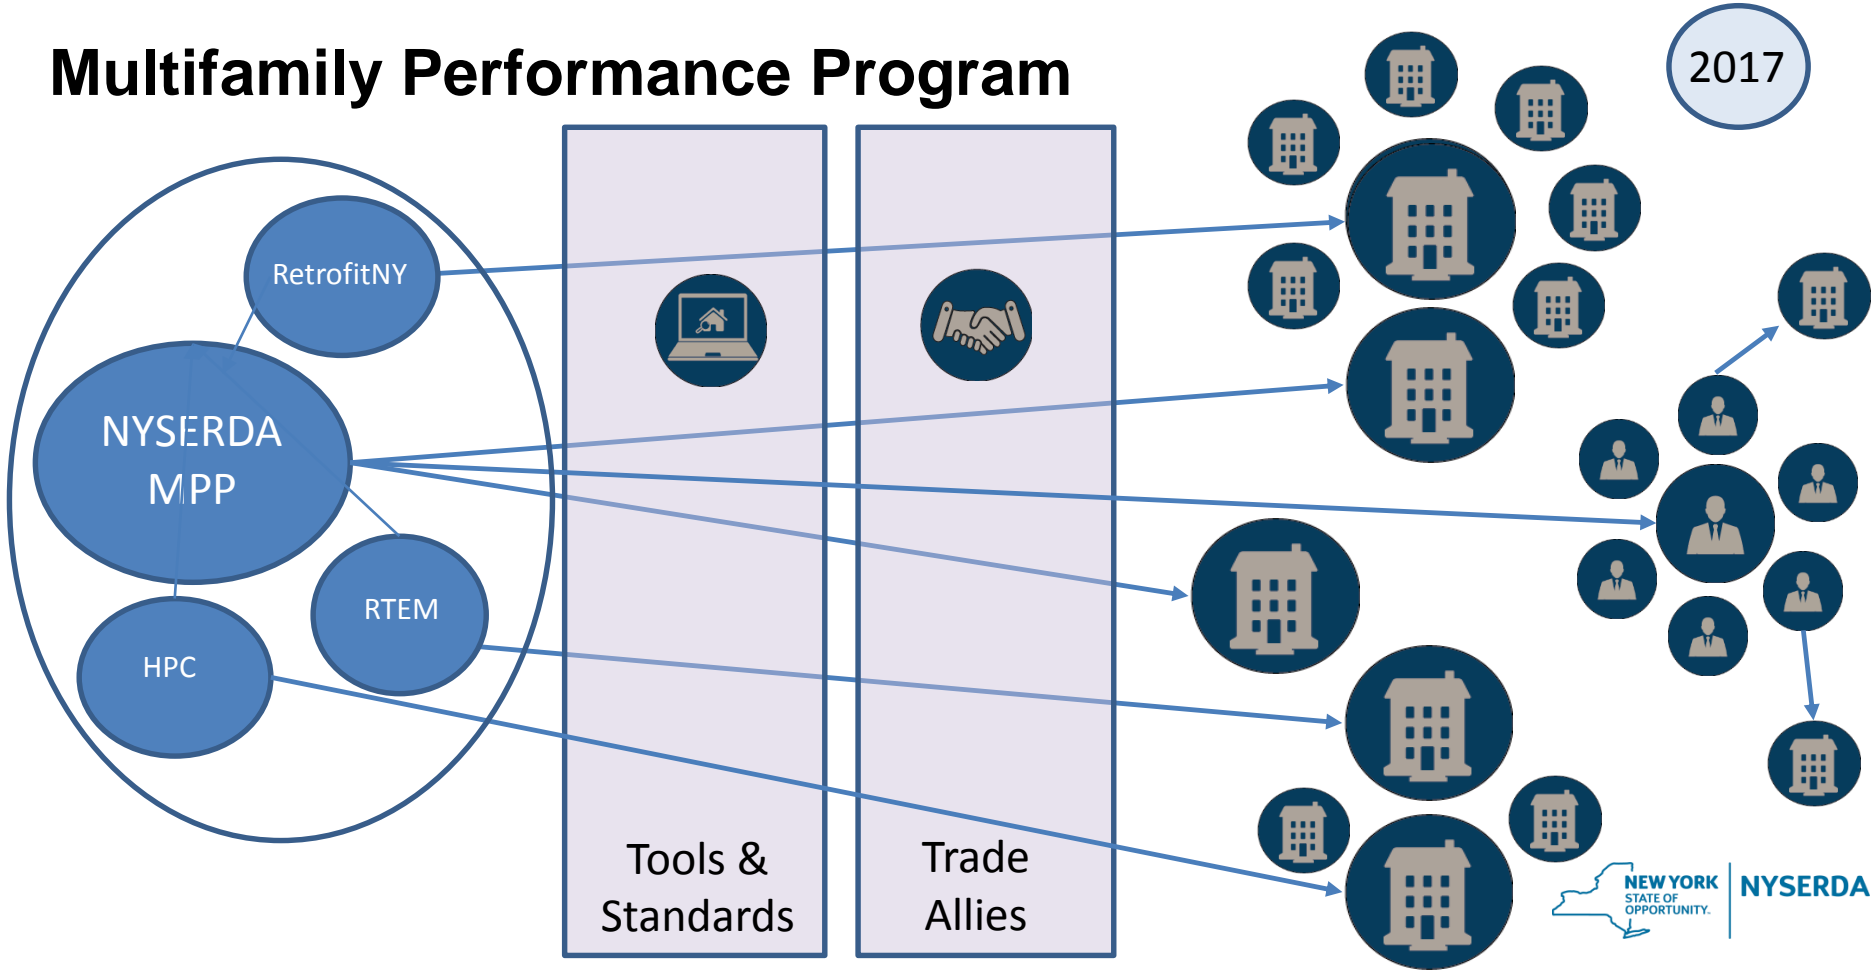 Multifamily Performance Program
2017
RetrofitNY
NYSERDA
MPP
RTEM
HPC
Tools &
Standards
Trade
Allies
NEW YORK
STATE OF
OPPORTUNITY.
NYSERDA